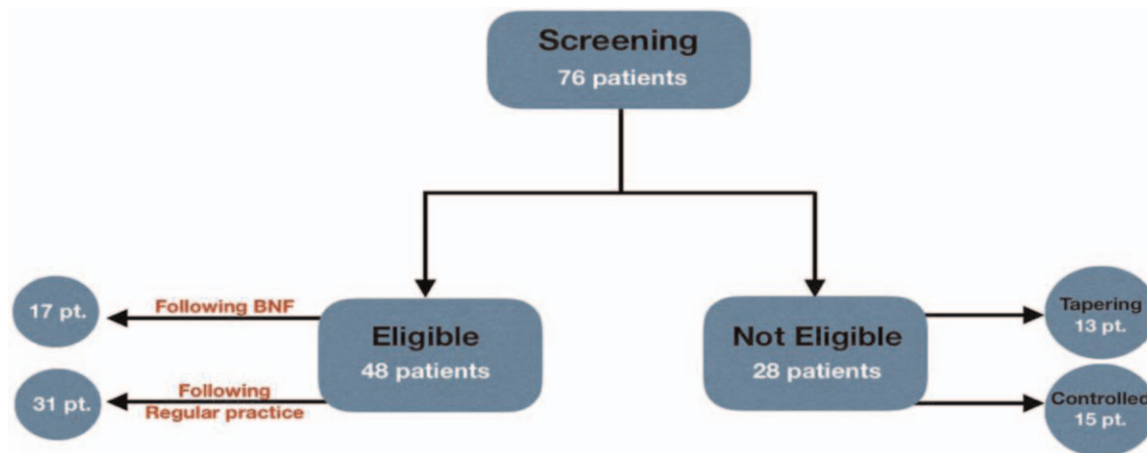 Screening
76 patients
17 pt.
Following BNF
Eligible
48 patients
31 pt.
Following
Regular practice
Not Eligible
28 patients
Tapering
13 pt.
Controlled
15 pt.